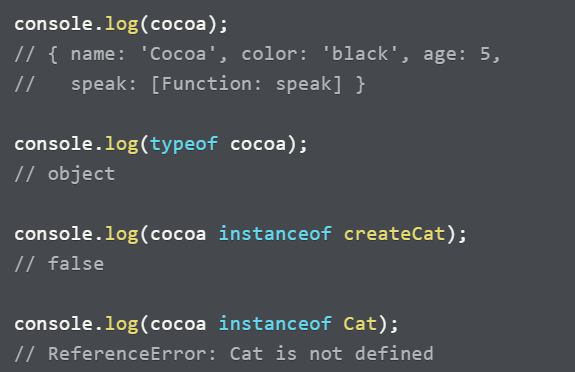 console.log(cocoa);
// { name: 'Cocoa', color: 'black', age: 5,
//   speak: [Function: speak] }
console.log(typeof cocoa);
// object
console.log(cocoa instanceof createCat);
// false
console.log(cocoa instanceof Cat);
// ReferenceError: Cat is not defined